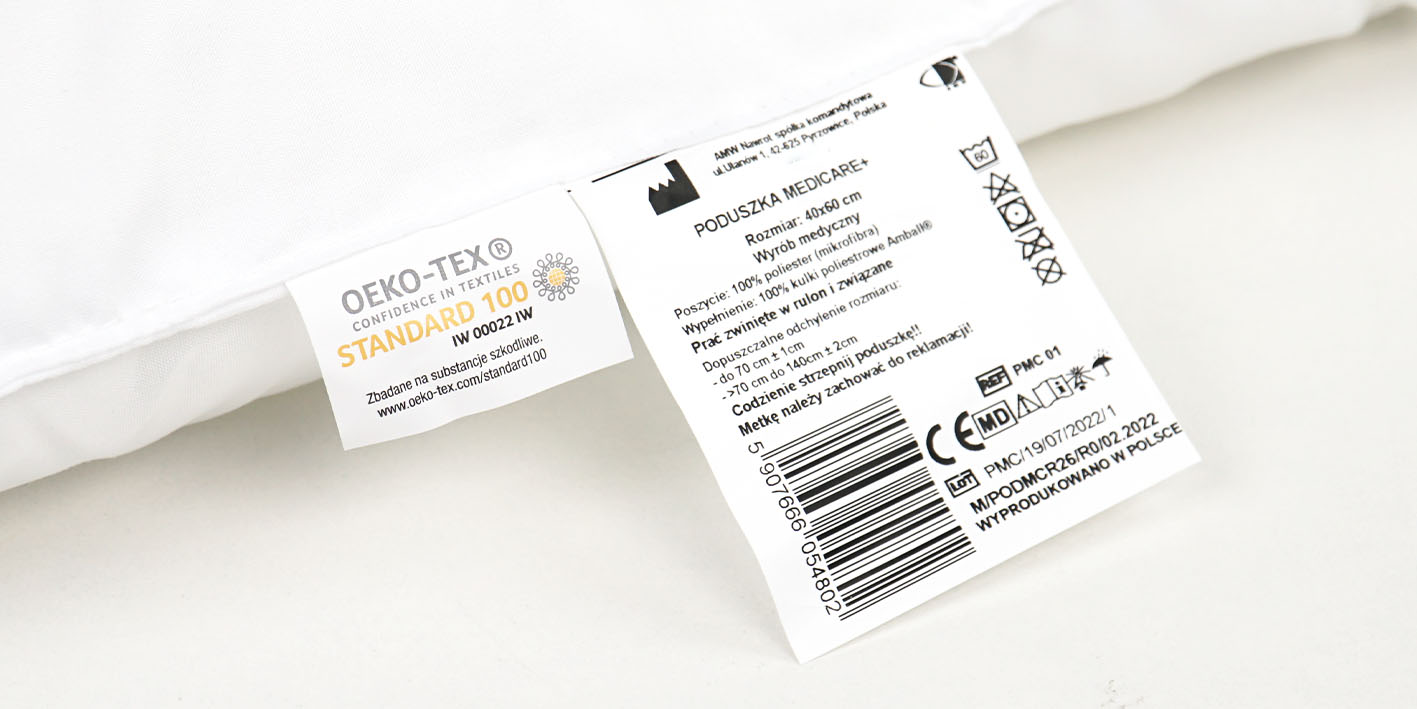 OEKO-TEX®
CONFIDENCE IN TEXTILES
STANDARD 100
IW 00022 IW
Zbadane na substancje szkodliwe.
www.oeko-tex.com/standard100
AMW Nawrot spółka komandytowa
ul.Ulanów 1, 42-625 Pyrzowice, Polska
PODUSZKA MEDICARE+
Rozmiar: 40x60 cm
Wyrób medyczny
Poszycie: 100% poliester (mikrofibra)
Wypełnienie: 100% kulki poliestrowe Amball®
Prać zwinięte w rulon i związane
Dopuszczalne odchylenie rozmiaru:
- do 70 cm ± 1cm
->70 cm do 140cm ± 2cm
Codzienie strzepnij poduszkę!!
Metkę należy zachować do reklamacji!
60
REF PMC 01
CE MD
LOT PMC/19/07/2022/1
M/PODMCR26/R0/02.2022
WYPRODUKOWANO W POLSCE
5 907666 054802